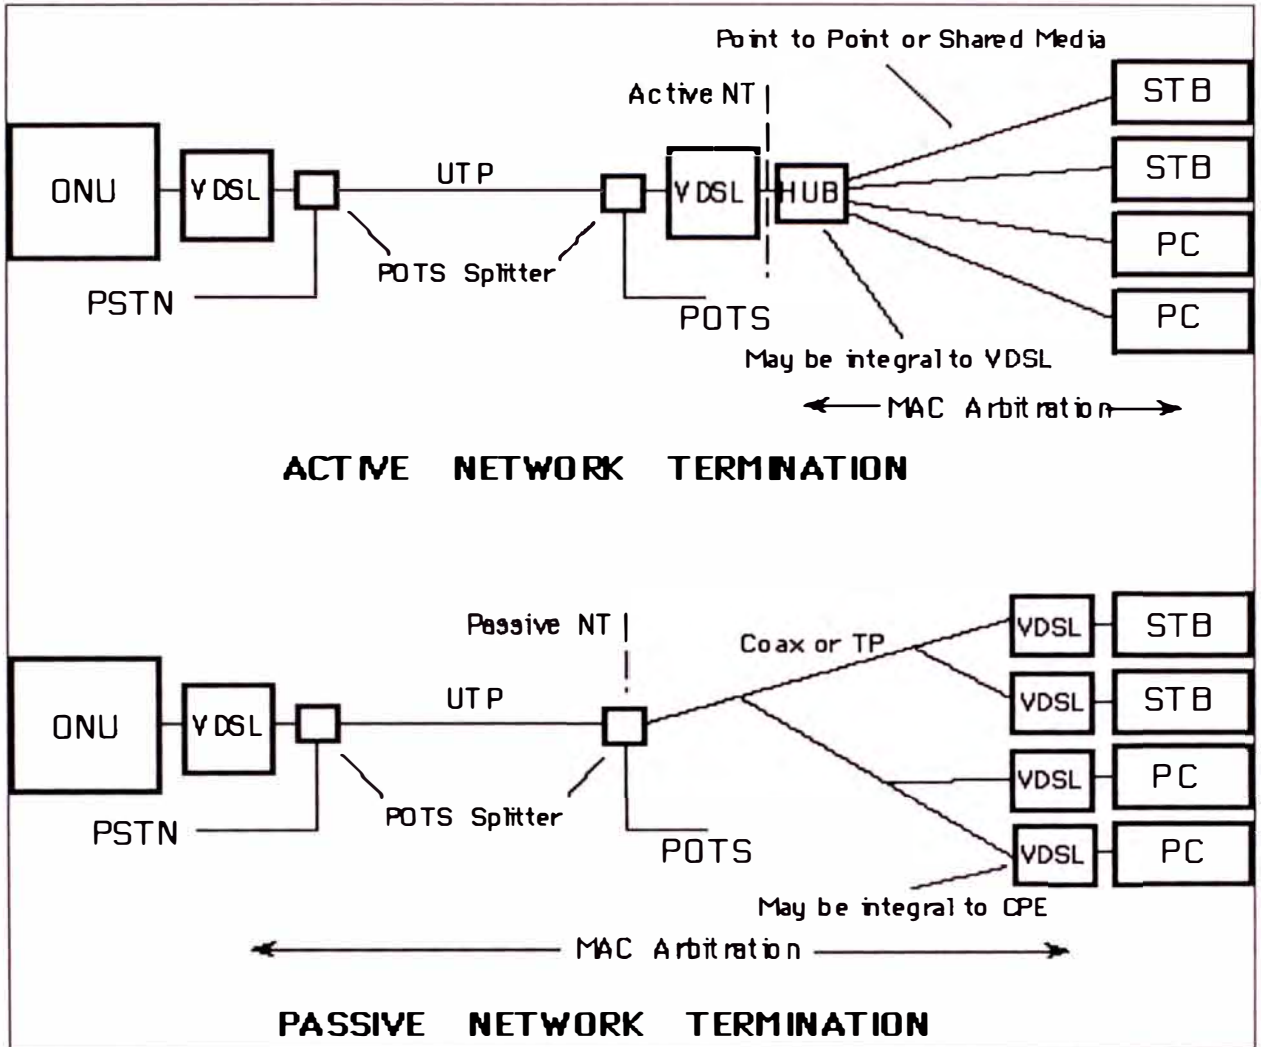 Point to Point or Shared Media
Active NT
STB
STB
PC
PC
ONU
VDSL
UTP
VDSL
HUB
POTS Splitter
PSTN
POTS
May be integral to VDSL
MAC Arbitration
ACTIVE NETWORK TERMINATION
Passive NT
Coax or TP
VDSL
STB
VDSL
STB
VDSL
PC
VDSL
PC
ONU
VDSL
UTP
POTS Splitter
PSTN
POTS
May be integral to CPE
MAC Arbitration
PASSIVE NETWORK TERMINATION